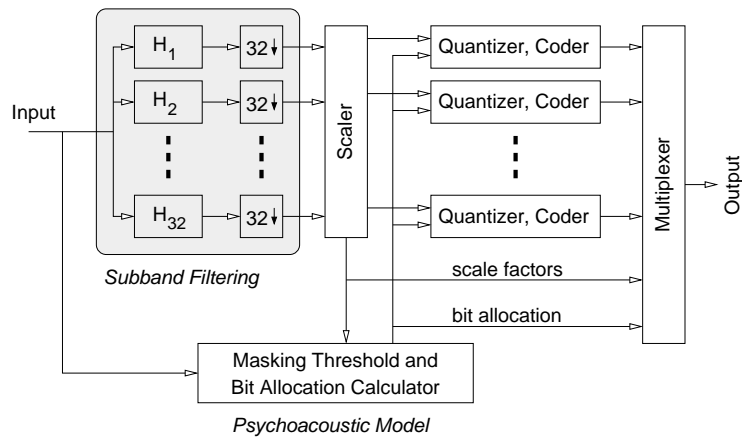 Input
H1
32↓
H2
32↓
H32
32↓
Subband Filtering
Scaler
Quantizer, Coder
Quantizer, Coder
Quantizer, Coder
scale factors
bit allocation
Multiplexer
Output
Masking Threshold and
Bit Allocation Calculator
Psychoacoustic Model